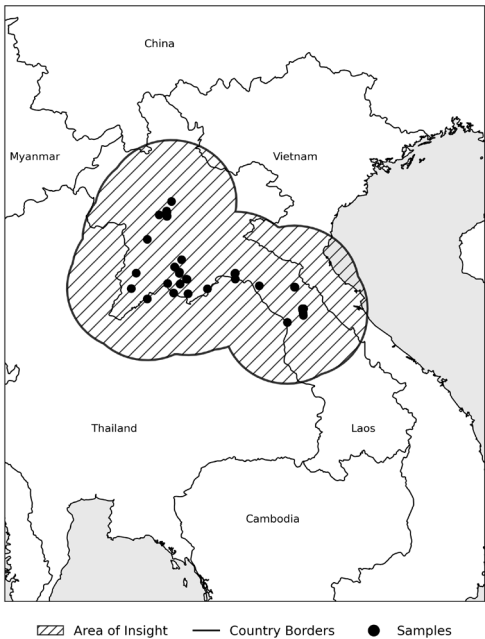 China
Myanmar
Vietnam
Thailand
Laos
Cambodia
Area of Insight
Country Borders
Samples